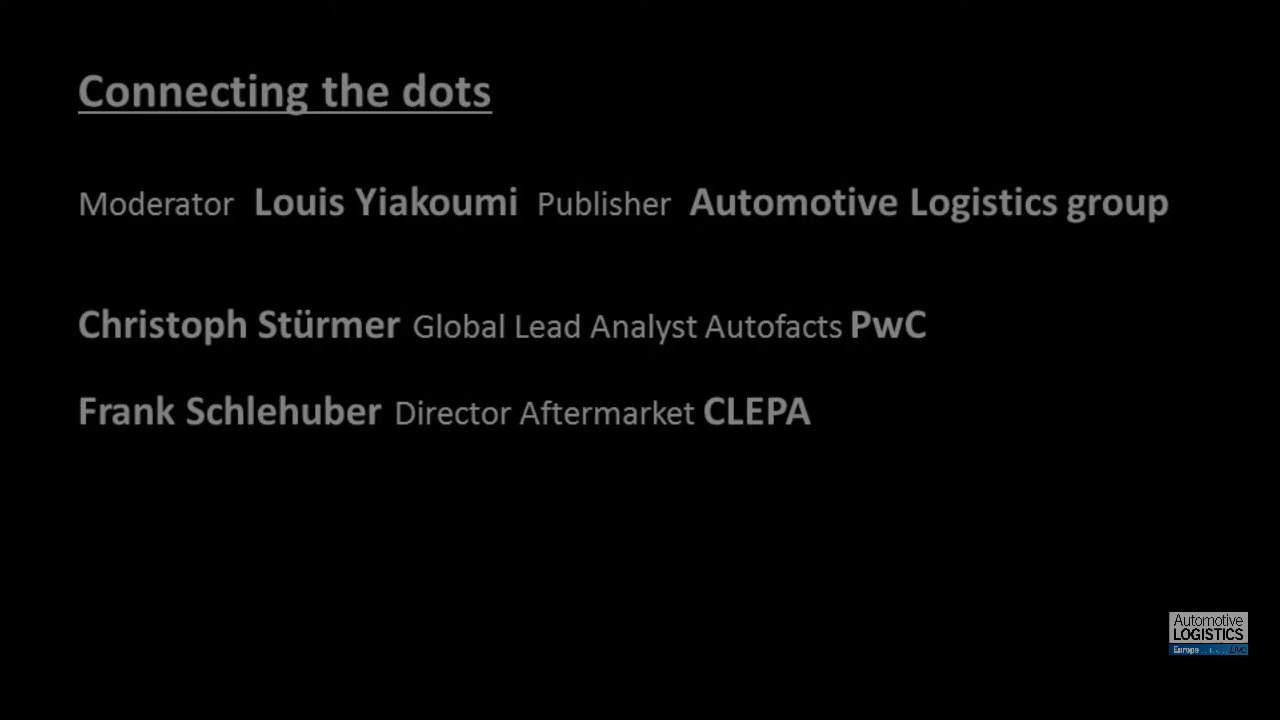 Connecting the dots
Moderator Louis Yiakoumi Publisher Automotive Logistics group
Christoph Stürmer Global Lead Analyst Autofacts PwC
Frank Schlehuber Director Aftermarket CLEPA
Automotive
LOGISTICS
Europe Live